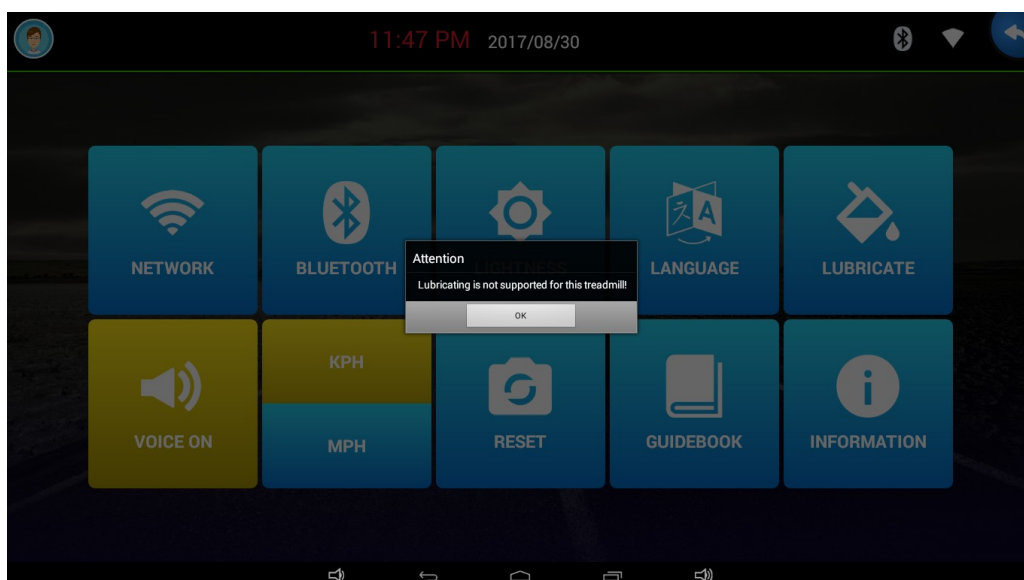 11:47 PM 2017/08/30
NETWORK
BLUETOOTH
LIGHTNESS
LANGUAGE
LUBRICATE
Attention
Lubricating is not supported for this treadmill!
OK
VOICE ON
KPH
MPH
RESET
GUIDEBOOK
INFORMATION